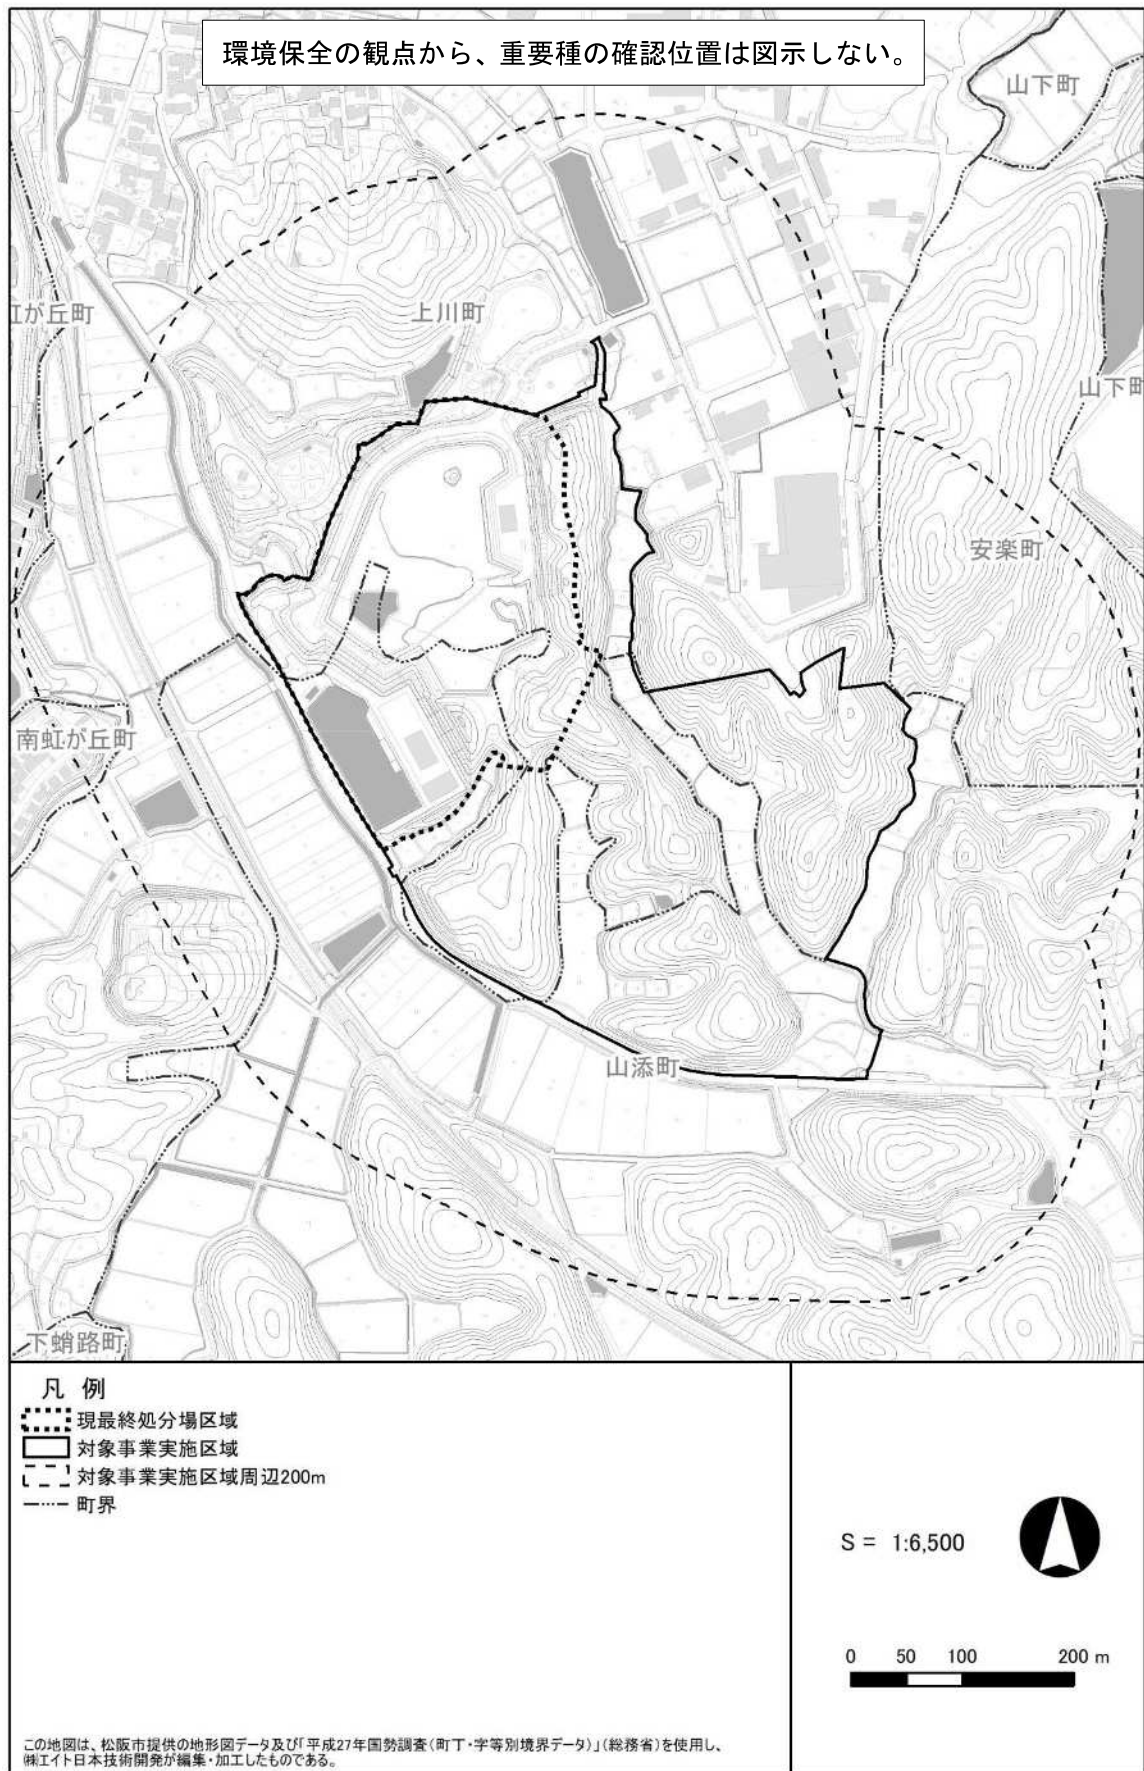 環境保全の観点から、重要種の確認位置は図示しない。
山下町
虹が丘町
上川町
山下町
安楽町
南虹が丘町
山添町
下蛸路町
凡 例
現最終処分場区域
対象事業実施区域
対象事業実施区域周辺200m
町界
S = 1:6,500
0 50 100 200 m
この地図は、松阪市提供の地形図データ及び「平成27年国勢調査(町丁・字等別境界データ)」(総務省)を使用し、
㈱エイト日本技術開発が編集・加工したものである。